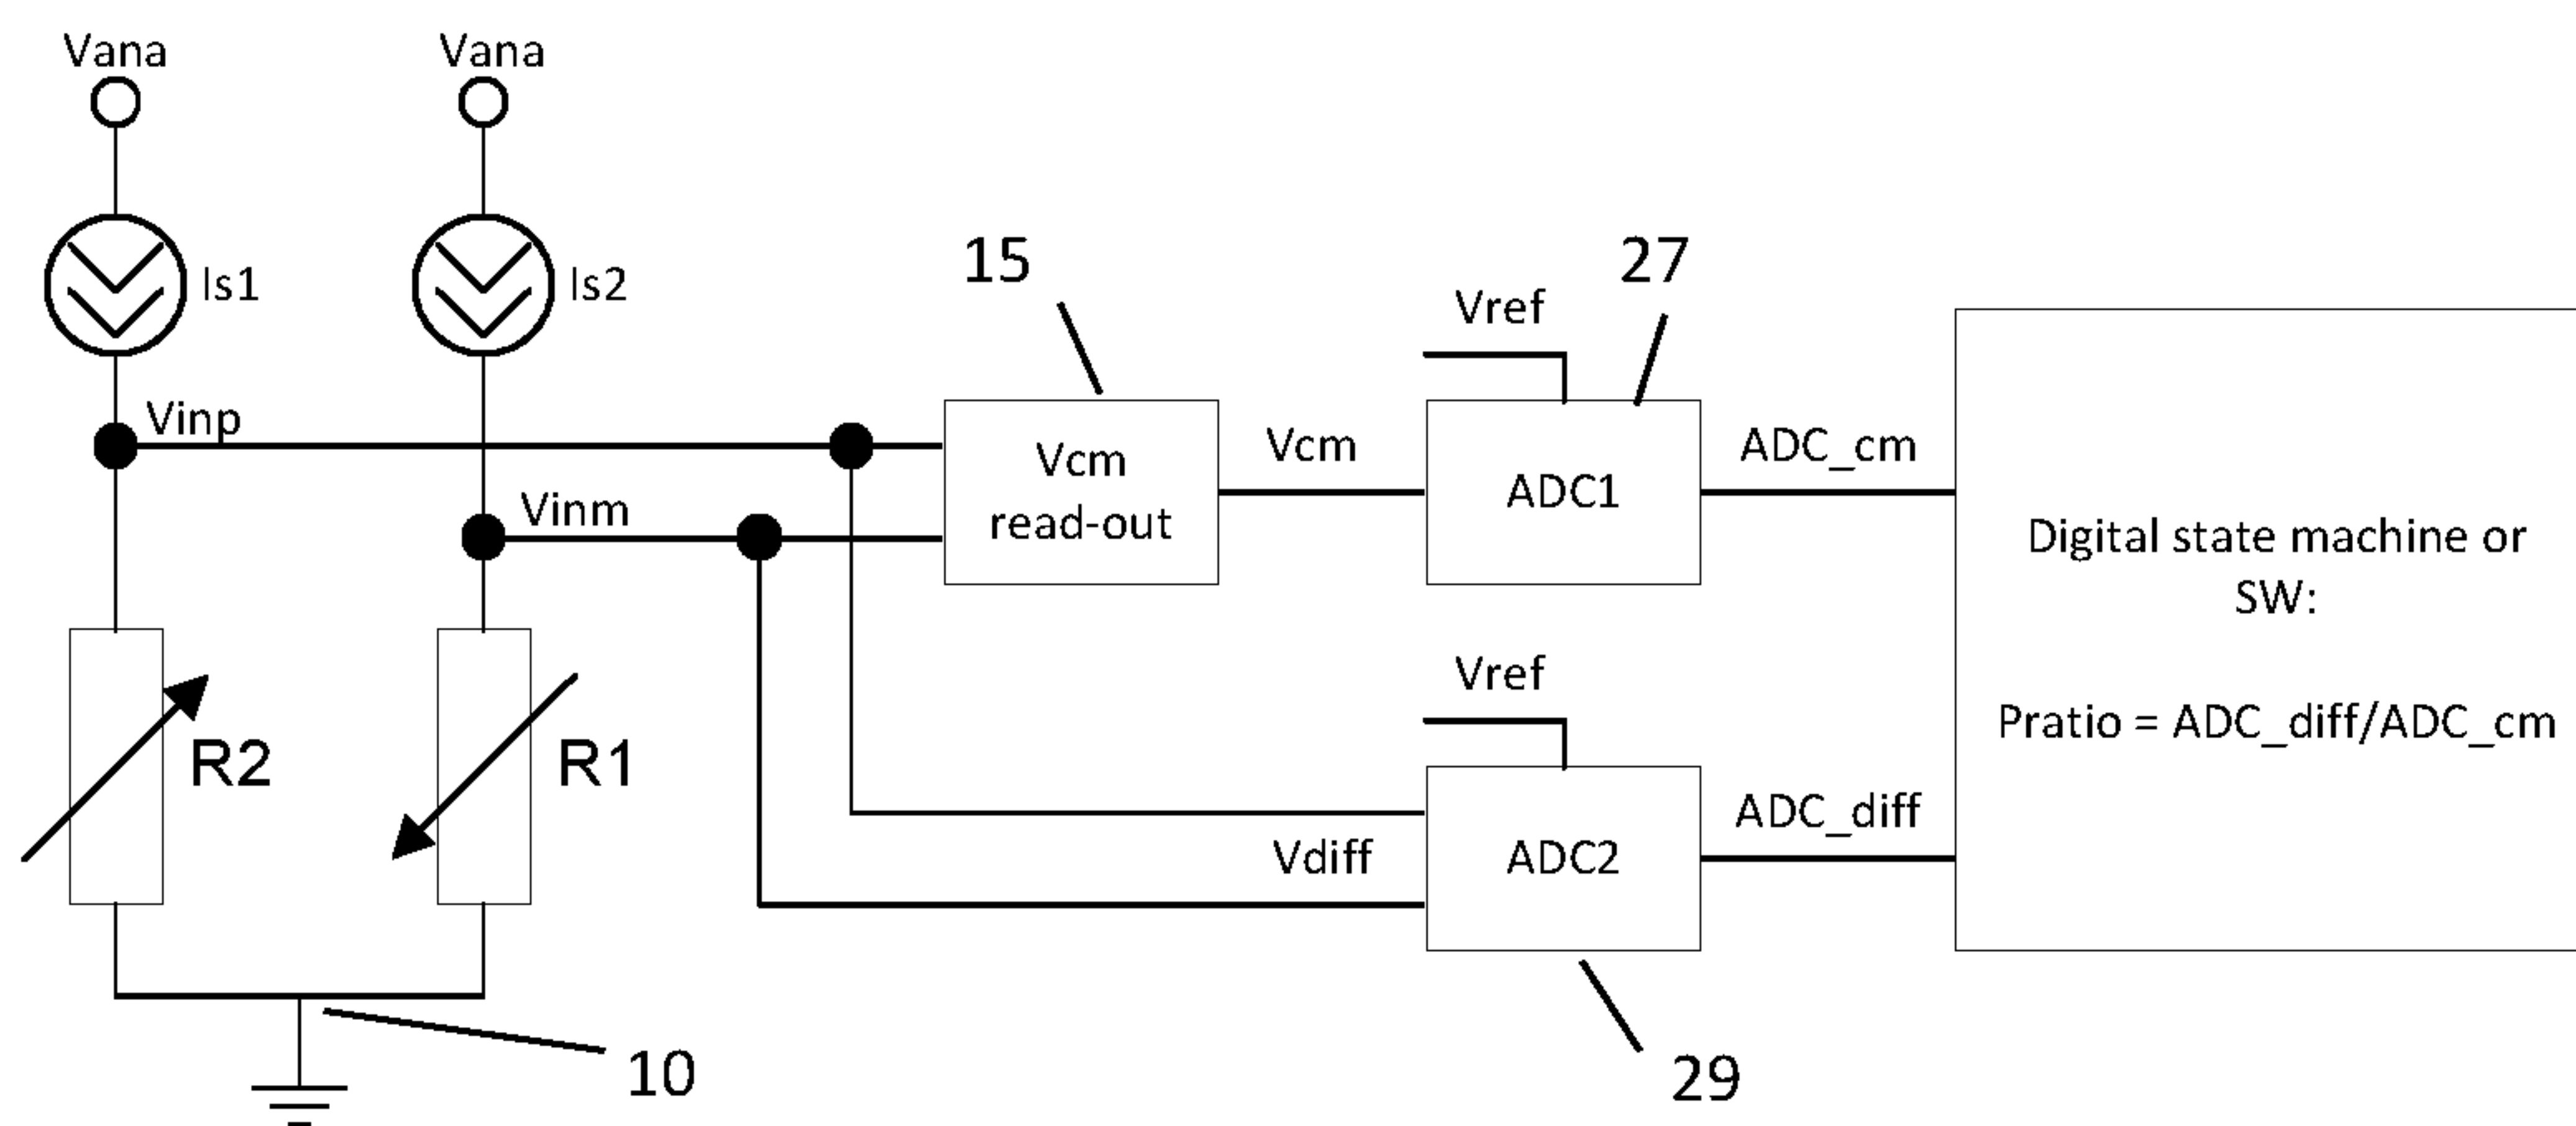 Vana
Vana
Is1
Is2
15
27
Vref
Vinp
Vinm
Vcm
read-out
Vcm
ADC1
ADC_cm
Digital state machine or
SW:
Pratio = ADC_diff/ADC_cm
R2
R1
Vref
Vdiff
ADC2
ADC_diff
10
29